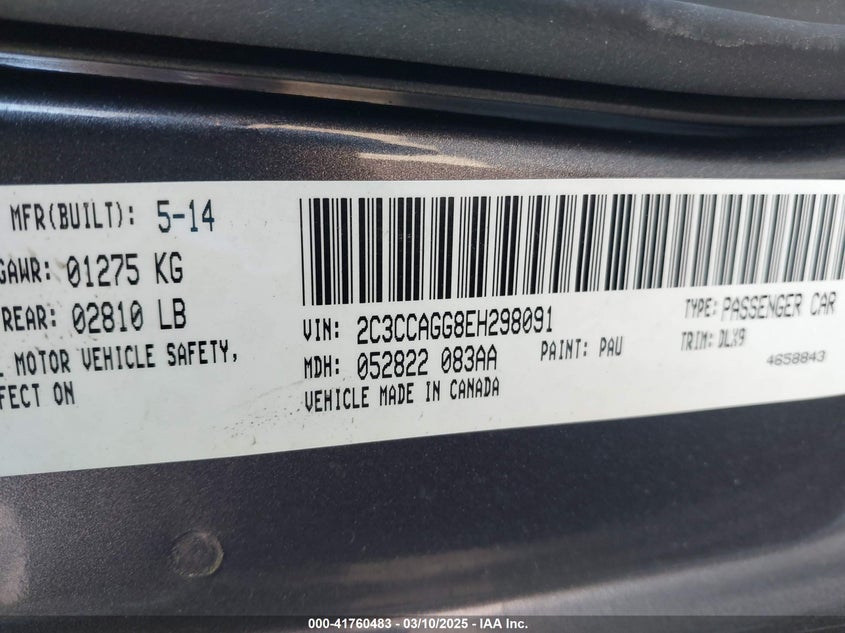 MFR(BUILT): 5-14
GAWR: 01275 KG
REAR: 02810 LB
MOTOR VEHICLE SAFETY,
ON
VIN: 2C3CCAGG8EH298091
MDH: 052822 083AA
VEHICLE MADE IN CANADA
PAINT: PAU
TYPE: PASSENGER CAR
TRIM: DLX9
4658843
000-41760483 - 03/10/2025 - IAA Inc.